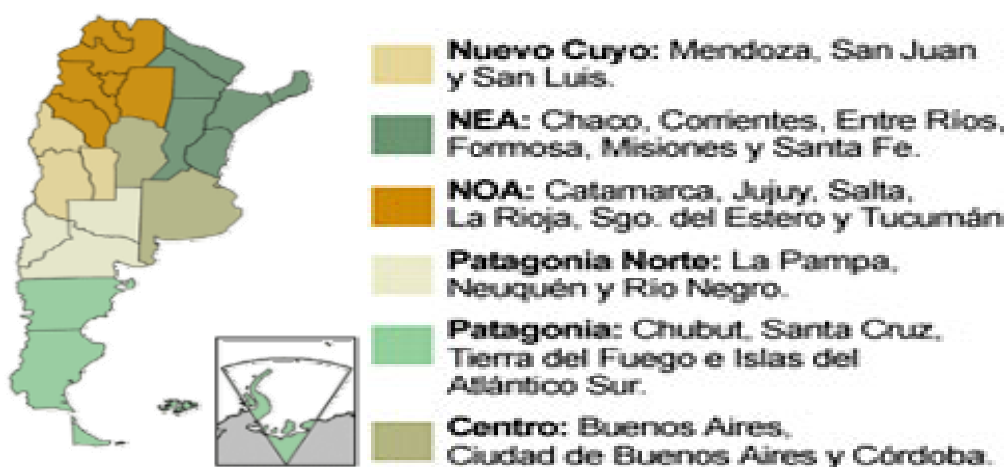 Nuevo Cuyo: Mendoza, San Juan
y San Luis.
NEA: Chaco, Corrientes, Entre Ríos,
Formosa, Misiones y Santa Fe.
NOA: Catamarca, Jujuy, Salta,
La Rioja, Sgo. del Estero y Tucumán
Patagonia Norte: La Pampa,
Neuquén y Río Negro.
Patagonia: Chubut, Santa Cruz,
Tierra del Fuego e Islas del
Atlántico Sur.
Centro: Buenos Aires,
Ciudad de Buenos Aires y Córdoba.